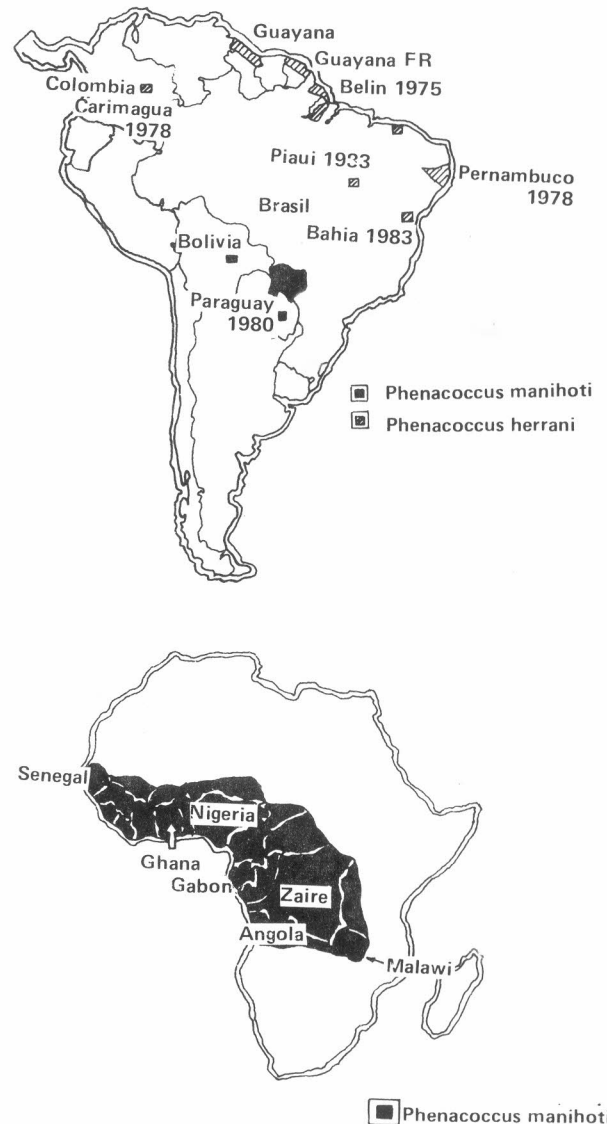 Guayana
Guayana FR
Belin 1975
Colombia
Carimagua
1978
Piaui 1983
Pernambuco
1978
Brasil
Bahia 1983
Bolivia
Paraguay
1980
Phenacoccus manihoti
Phenacoccus herrani
Senegal
Nigeria
Ghana
Gabon
Zaire
Angola
Malawi
Phenacoccus manihoti